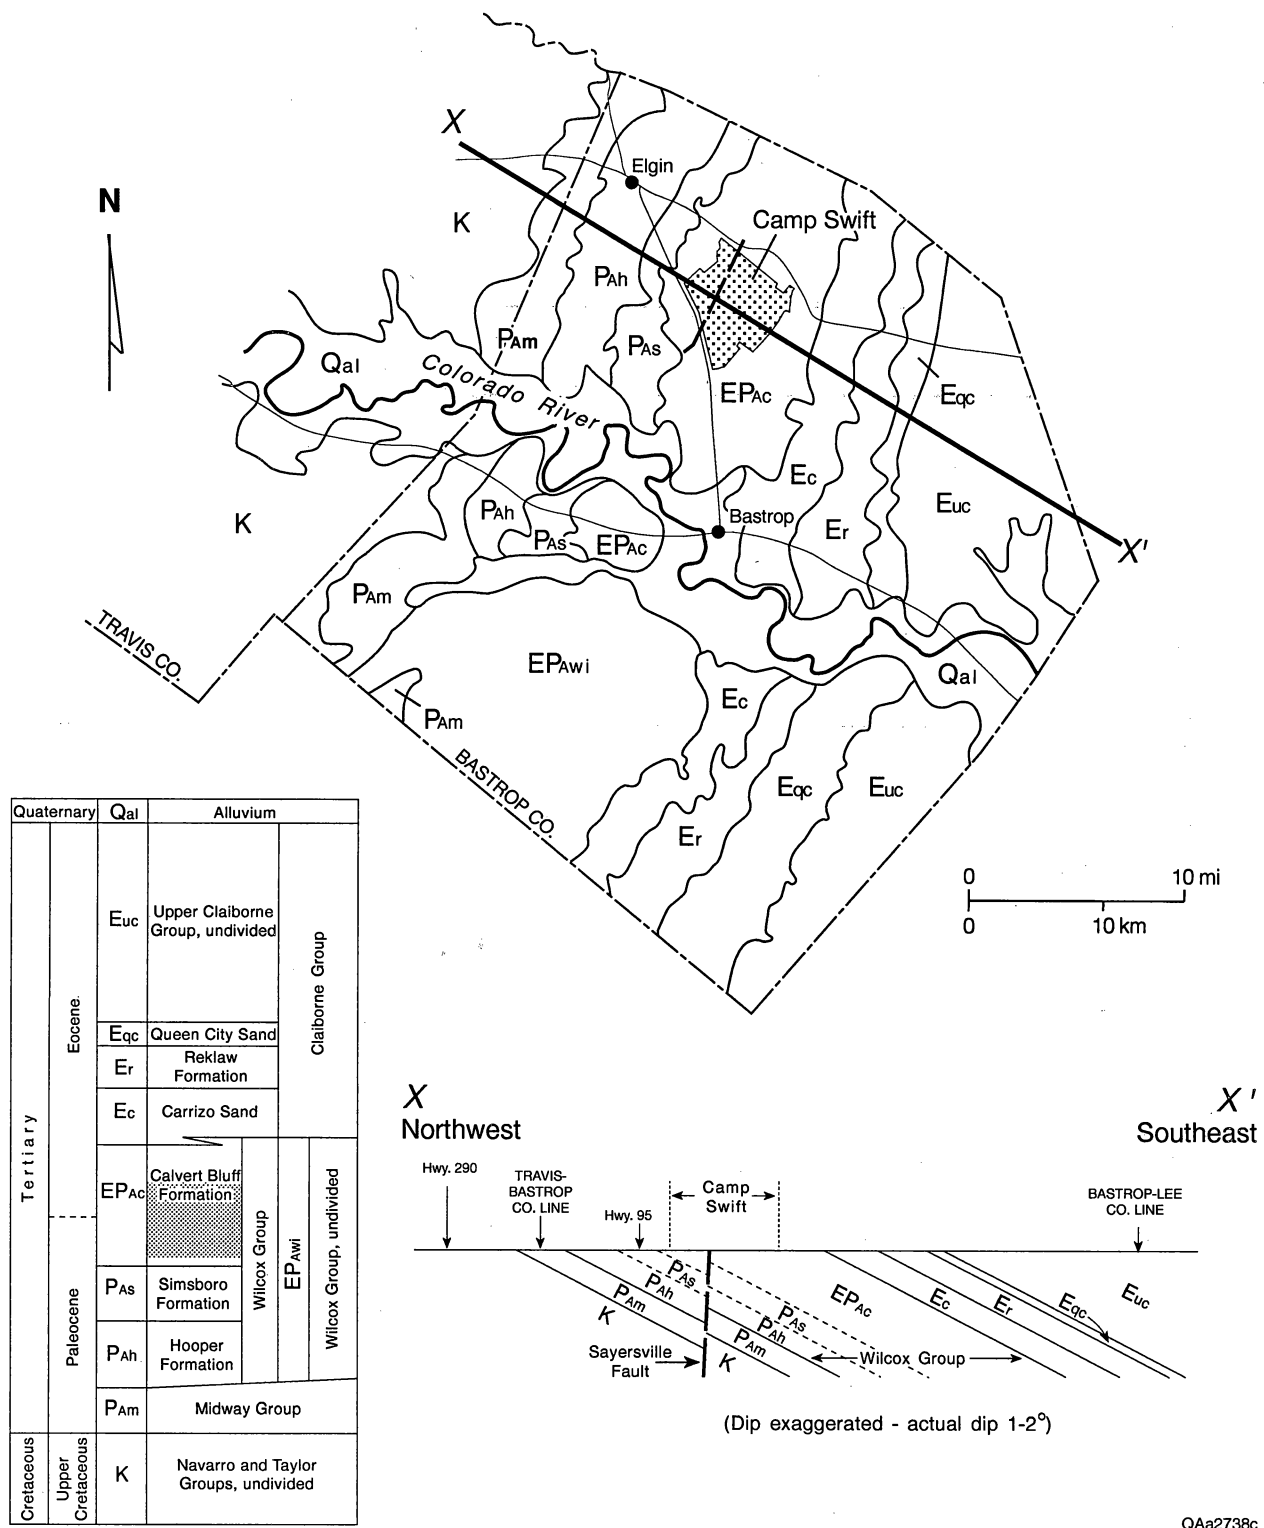 X
Elgin
N
K
Camp Swift
PAh
PAm
PAs
Qal
Colorado River
EPAc
Eqc
Ec
Euc
K
PAh
Bastrop
Er
PAs
EPAc
X'
PAm
TRAVIS CO.
EPAwi
Qal
Ec
PAm
BASTROP CO.
Eqc
Euc
Er
0 10 mi
0 10 km
Quaternary Qal Alluvium
Tertiary
Eocene
Euc Upper Claiborne
Group, undivided
Claiborne Group
Eqc Queen City Sand
Er Reklaw
Formation
Ec Carrizo Sand
EPAc Calvert Bluff
Formation
Wilcox Group
EPAwi
Wilcox Group, undivided
Paleocene
PAs Simsboro
Formation
PAh Hooper
Formation
PAm Midway Group
Cretaceous
Upper
Cretaceous
K Navarro and Taylor
Groups, undivided
X
Northwest
X'
Southeast
Hwy. 290
TRAVIS-
BASTROP
CO. LINE
Hwy. 95
Camp
Swift
BASTROP-LEE
CO. LINE
PAs
PAh
PAm
K
EPAc
Ec
Er
Eqc
Euc
PAs
PAh
PAm
K
Sayersville
Fault
Wilcox Group
(Dip exaggerated - actual dip 1-2°)
QAa2738c